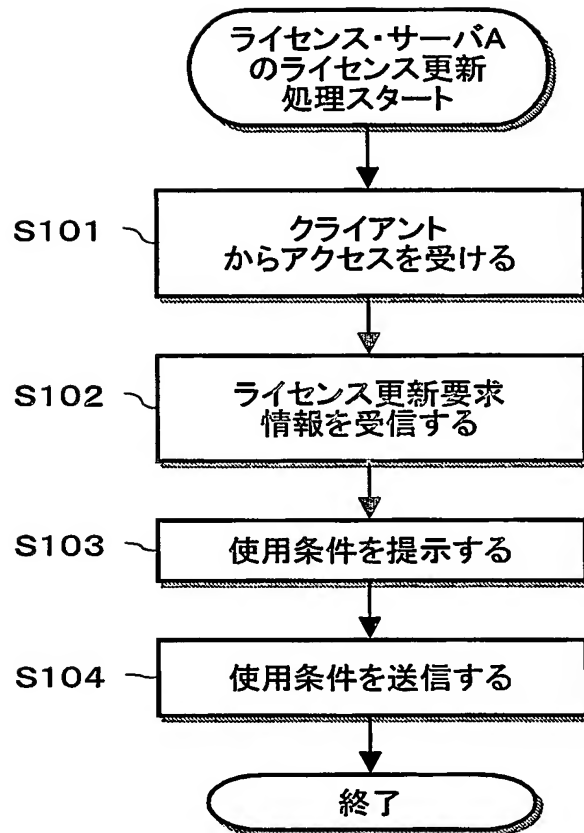 ライセンス・サーバA
のライセンス更新
処理スタート
S101
クライアント
からアクセスを受ける
S102
ライセンス更新要求
情報を受信する
S103
使用条件を提示する
S104
使用条件を送信する
終了